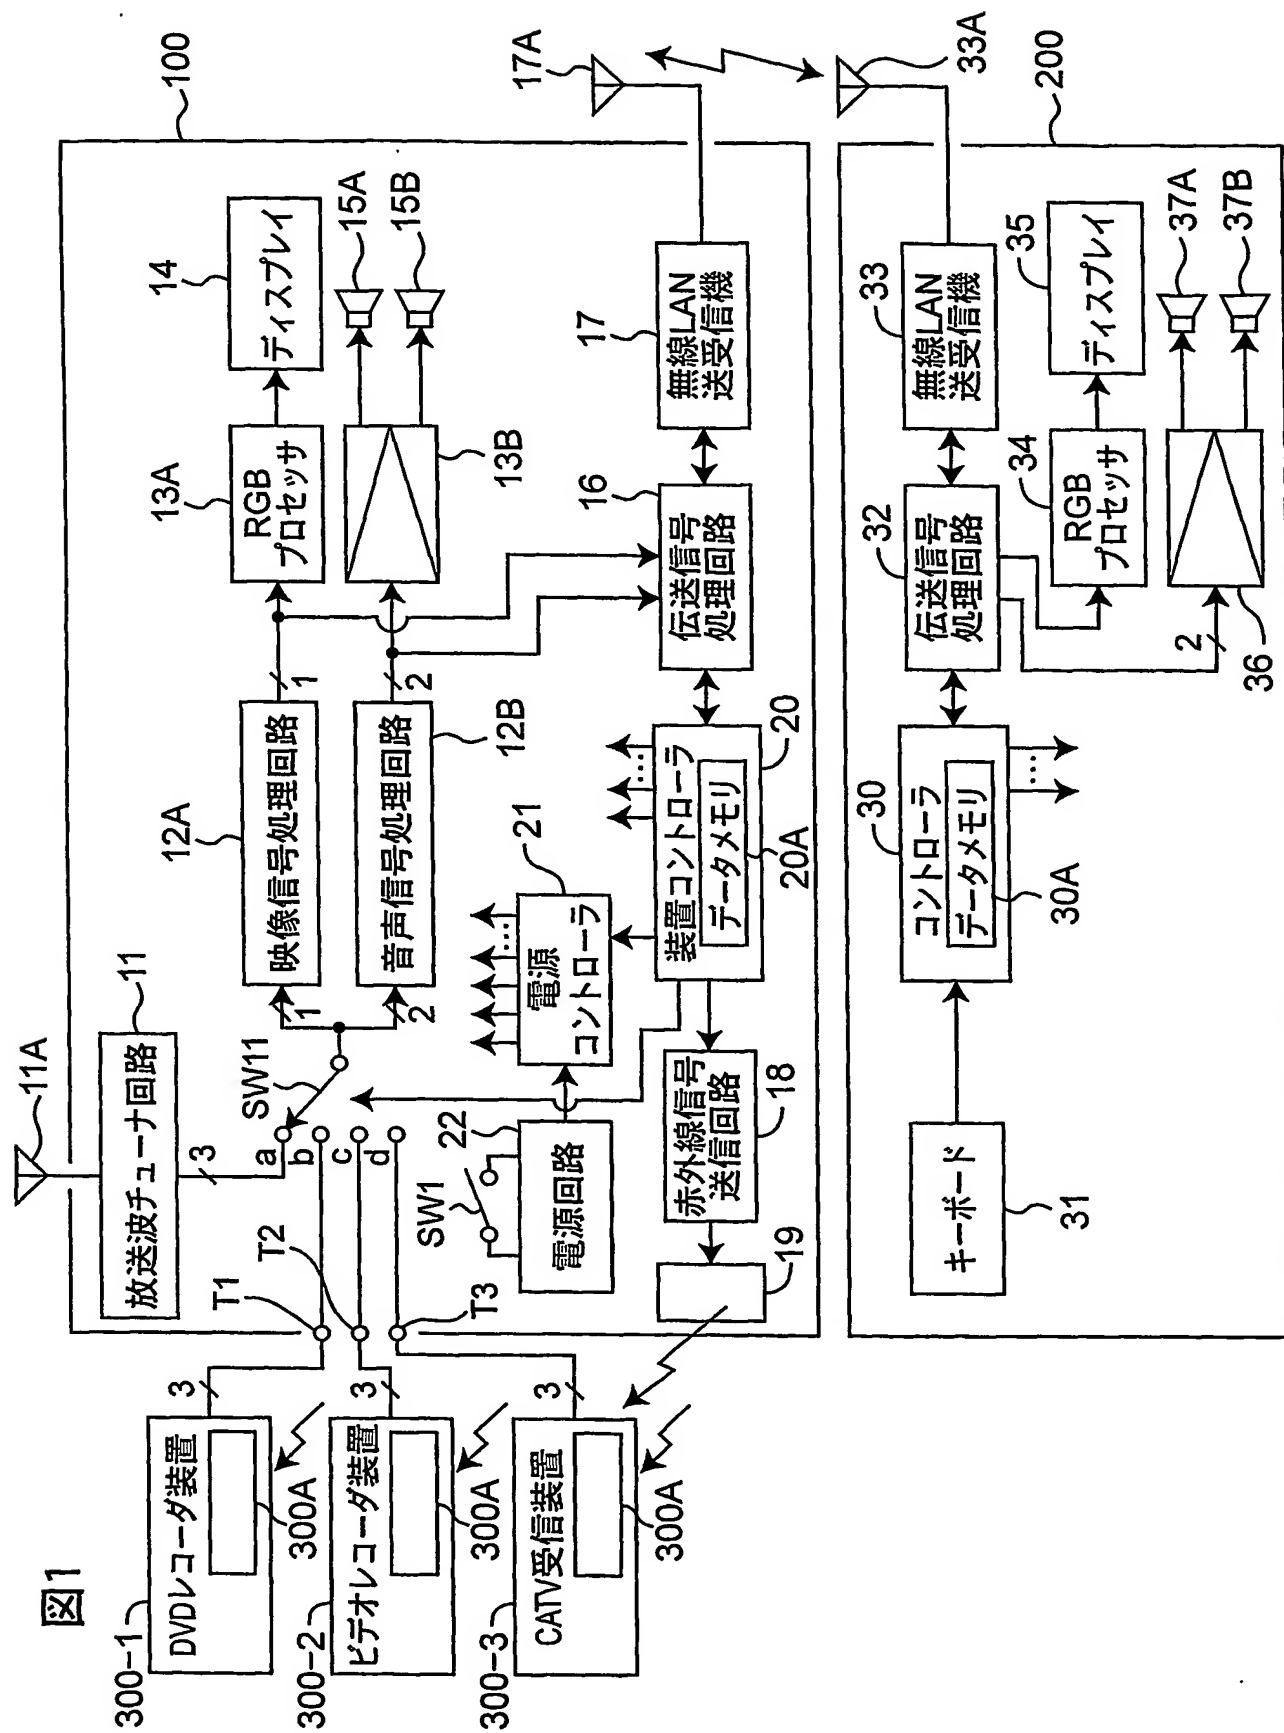 図1
300-1
DVDレコーダ装置
300A
300-2
ビデオレコーダ装置
300A
300-3
CATV受信装置
300A
3
3
3
T1
T2
T3
11A
放送波チューナ回路
11
3
a
b
c
d
SW11
1
2
映像信号処理回路
12A
音声信号処理回路
12B
1
2
RGB
プロセッサ
13A
13B
ディスプレイ
14
15A
15B
100
SW1
電源回路
22
電源
コントローラ
21
...
19
赤外線信号
送信回路
18
装置コントローラ
データメモリ
20
20A
...
伝送信号
処理回路
16
無線LAN
送受信機
17
17A
33A
200
キーボード
31
コントローラ
データメモリ
30
30A
...
伝送信号
処理回路
32
無線LAN
送受信機
33
RGB
プロセッサ
34
ディスプレイ
35
2
36
37A
37B